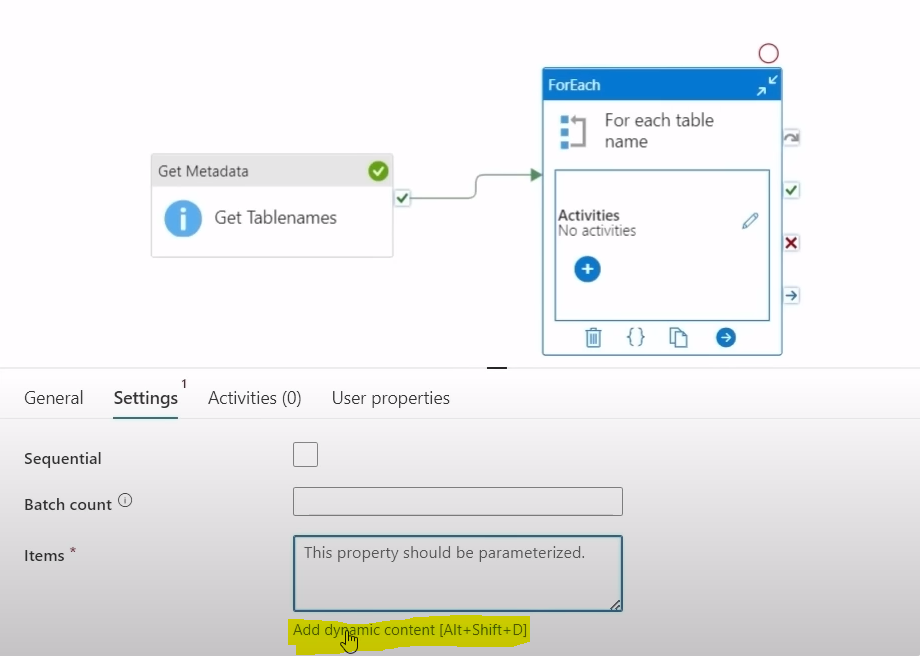 ForEach
For each table
name
Get Metadata
Get Tablenames
Activities
No activities
General
Settings 1
Activities (0)
User properties
Sequential
Batch count
Items *
This property should be parameterized.
Add dynamic content [Alt+Shift+D]